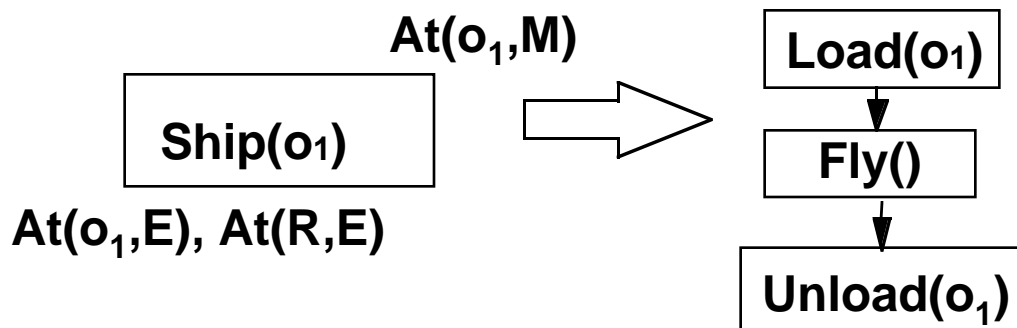 At(o₁,M)
Ship(o₁)
At(o₁,E), At(R,E)
Load(o₁)
Fly()
Unload(o₁)